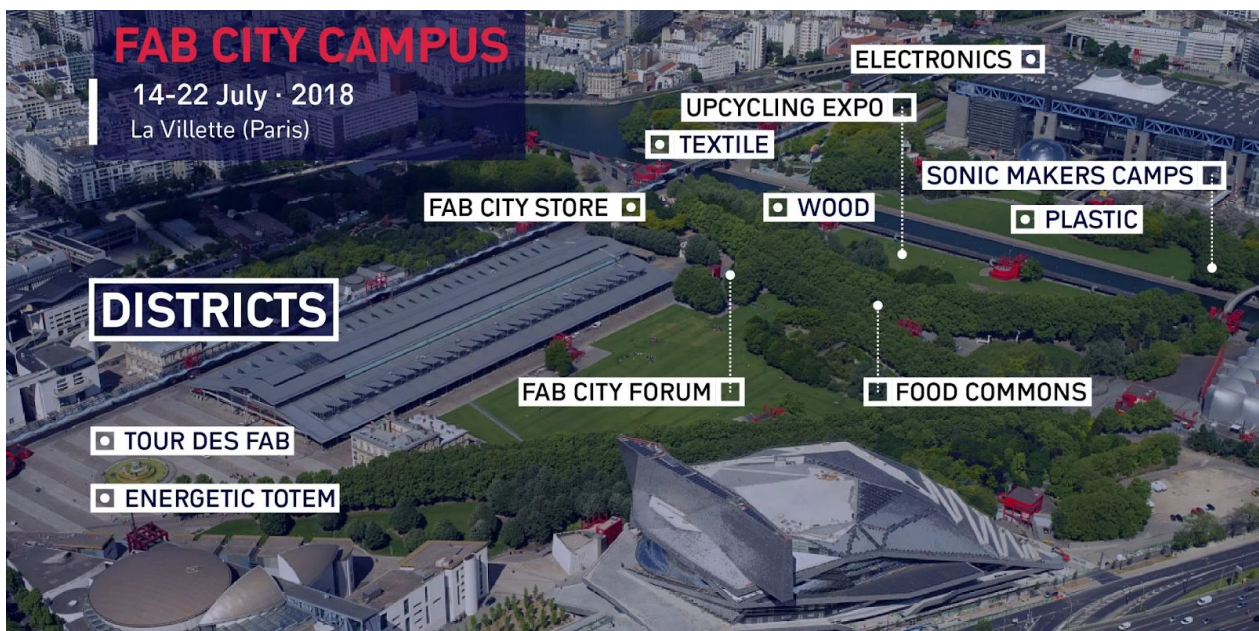 FAB CITY CAMPUS
14-22 July · 2018
La Villette (Paris)
ELECTRONICS
UPCYCLING EXPO
TEXTILE
SONIC MAKERS CAMPS
FAB CITY STORE
WOOD
PLASTIC
DISTRICTS
FAB CITY FORUM
FOOD COMMONS
TOUR DES FAB
ENERGETIC TOTEM